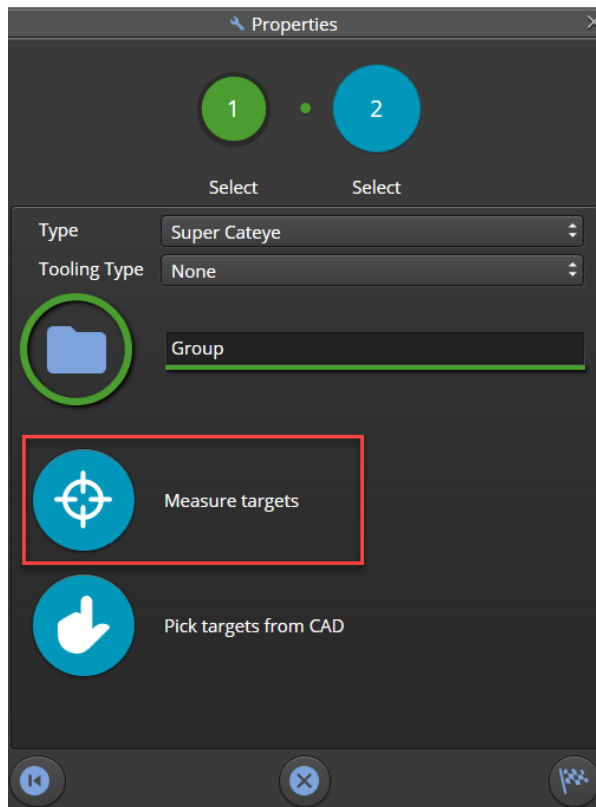 Properties
1 2
Select Select
Type Super Cateye
Tooling Type None
Group
Measure targets
Pick targets from CAD